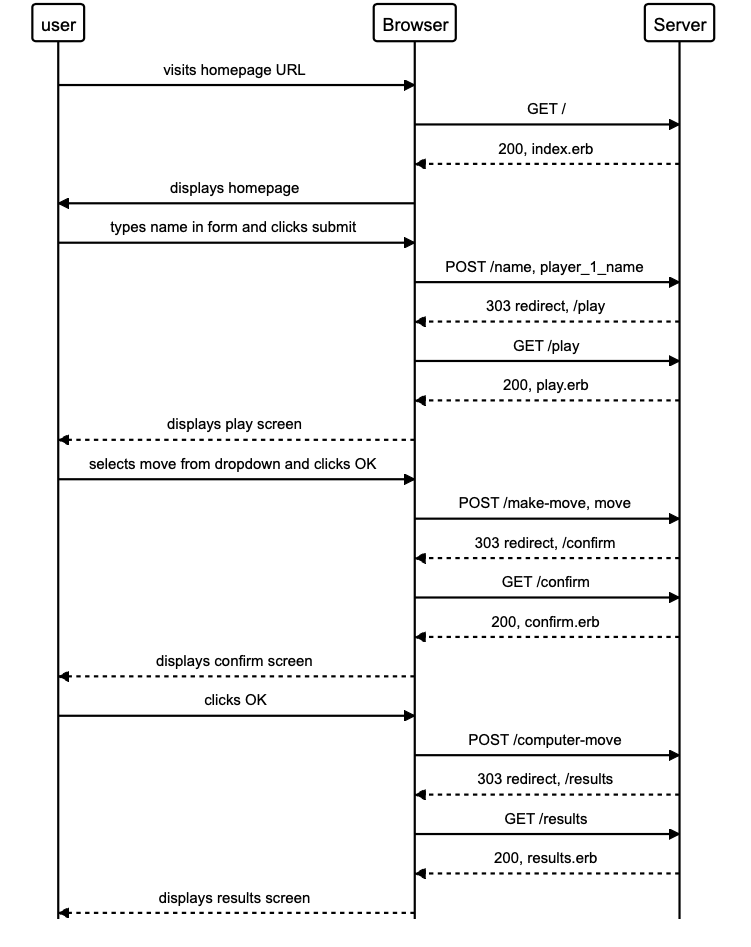 user
Browser
Server
visits homepage URL
GET /
200, index.erb
displays homepage
types name in form and clicks submit
POST /name, player_1_name
303 redirect, /play
GET /play
200, play.erb
displays play screen
selects move from dropdown and clicks OK
POST /make-move, move
303 redirect, /confirm
GET /confirm
200, confirm.erb
displays confirm screen
clicks OK
POST /computer-move
303 redirect, /results
GET /results
200, results.erb
displays results screen